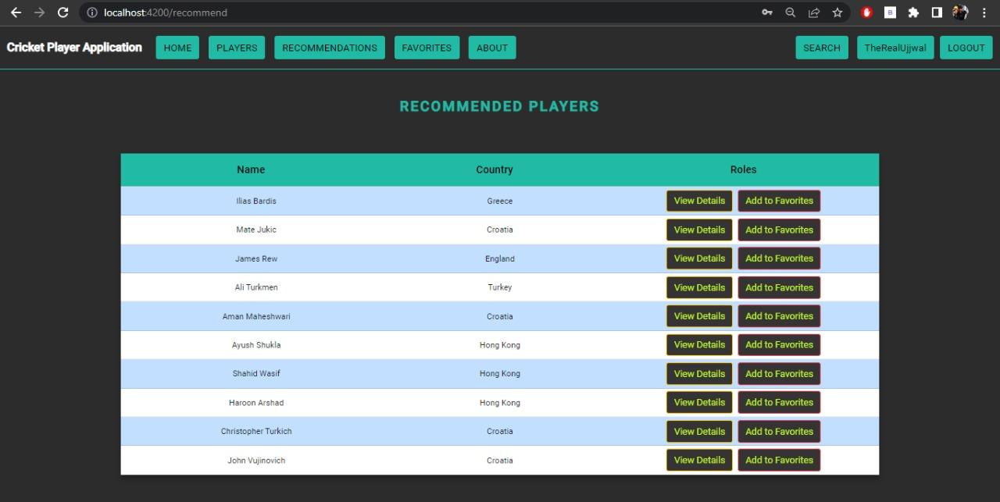 localhost:4200/recommend
Cricket Player Application HOME PLAYERS RECOMMENDATIONS FAVORITES ABOUT SEARCH TheRealUjjwal LOGOUT
RECOMMENDED PLAYERS
Name Country Roles
Ilias Bardis Greece View Details Add to Favorites
Mate Jukic Croatia View Details Add to Favorites
James Rew England View Details Add to Favorites
Ali Turkmen Turkey View Details Add to Favorites
Aman Maheshwari Croatia View Details Add to Favorites
Ayush Shukla Hong Kong View Details Add to Favorites
Shahid Wasif Hong Kong View Details Add to Favorites
Haroon Arshad Hong Kong View Details Add to Favorites
Christopher Turkich Croatia View Details Add to Favorites
John Vujinovich Croatia View Details Add to Favorites